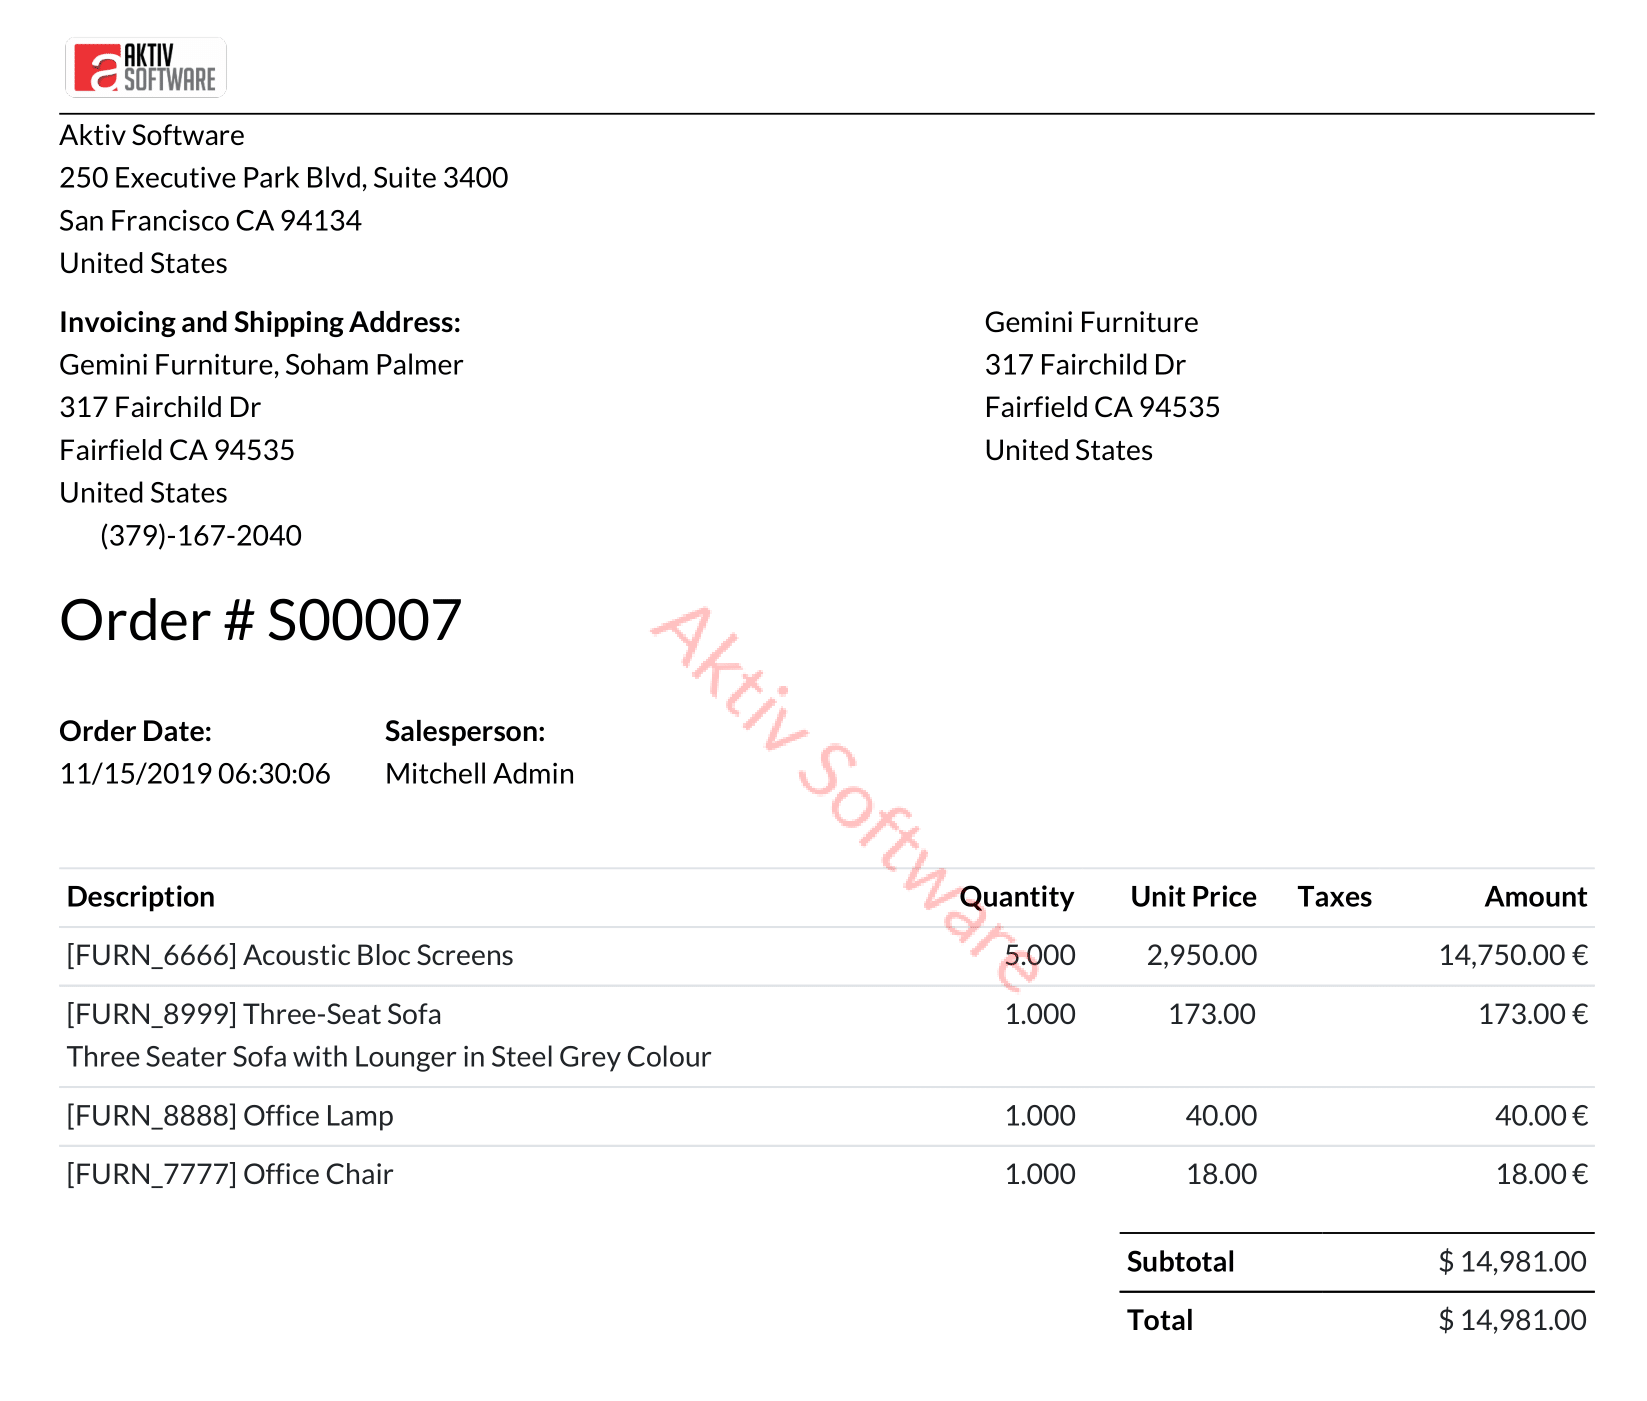 AKTIV
SOFTWARE
Aktiv Software
250 Executive Park Blvd, Suite 3400
San Francisco CA 94134
United States
Invoicing and Shipping Address:
Gemini Furniture, Soham Palmer
317 Fairchild Dr
Fairfield CA 94535
United States
(379)-167-2040
Gemini Furniture
317 Fairchild Dr
Fairfield CA 94535
United States
Order # S00007
Aktiv Software
Order Date: Salesperson:
11/15/2019 06:30:06 Mitchell Admin
Description Quantity Unit Price Taxes Amount
[FURN_6666] Acoustic Bloc Screens 5.000 2,950.00 14,750.00 €
[FURN_8999] Three-Seat Sofa 1.000 173.00 173.00 €
Three Seater Sofa with Lounger in Steel Grey Colour
[FURN_8888] Office Lamp 1.000 40.00 40.00 €
[FURN_7777] Office Chair 1.000 18.00 18.00 €
Subtotal $ 14,981.00
Total $ 14,981.00